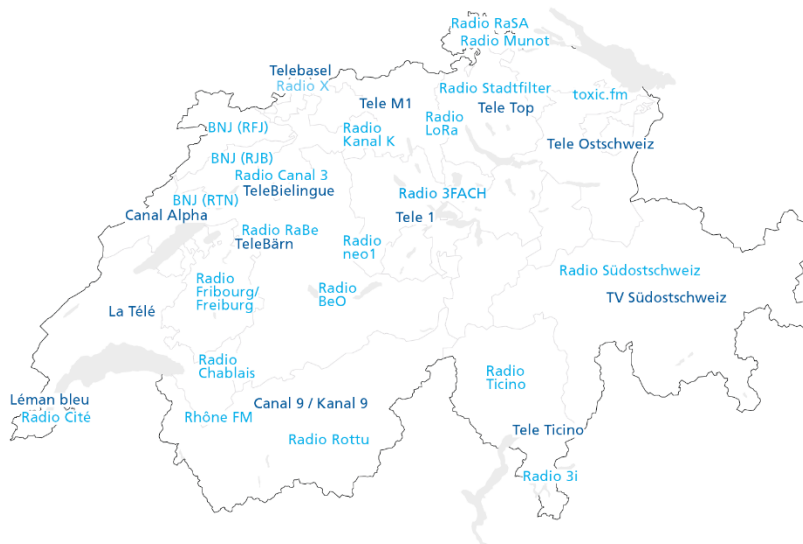 Radio RaSA
Radio Munot
Telebasel
Radio X
Radio Stadtfilter
Tele M1
Tele Top
toxic.fm
Radio
LoRa
BNJ (RFJ)
Radio
Kanal K
Tele Ostschweiz
BNJ (RJB)
Radio Canal 3
TeleBielingue
Radio 3FACH
BNJ (RTN)
Canal Alpha
Tele 1
Radio RaBe
TeleBärn
Radio
neo1
Radio Südostschweiz
Radio
Fribourg/
Freiburg
Radio
BeO
TV Südostschweiz
La Télé
Radio
Chablais
Radio
Ticino
Léman bleu
Radio Cité
Canal 9 / Kanal 9
Rhône FM
Tele Ticino
Radio Rottu
Radio 3i